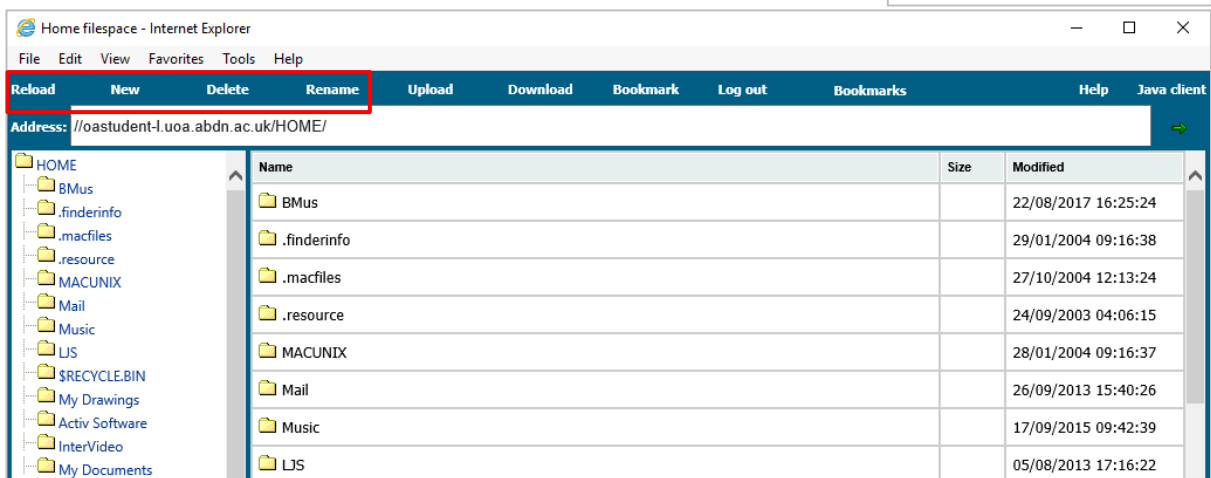 Home filespace - Internet Explorer
File Edit View Favorites Tools Help
Reload New Delete Rename Upload Download Bookmark Log out Bookmarks Help Java client
Address: //oastudent-l.uoa.abdn.ac.uk/HOME/
HOME
BMus
.finderinfo
.macfiles
.resource
MACUNIX
Mail
Music
LJS
$RECYCLE.BIN
My Drawings
Activ Software
InterVideo
My Documents
Name Size Modified
BMus 22/08/2017 16:25:24
.finderinfo 29/01/2004 09:16:38
.macfiles 27/10/2004 12:13:24
.resource 24/09/2003 04:06:15
MACUNIX 28/01/2004 09:16:37
Mail 26/09/2013 15:40:26
Music 17/09/2015 09:42:39
LJS 05/08/2013 17:16:22